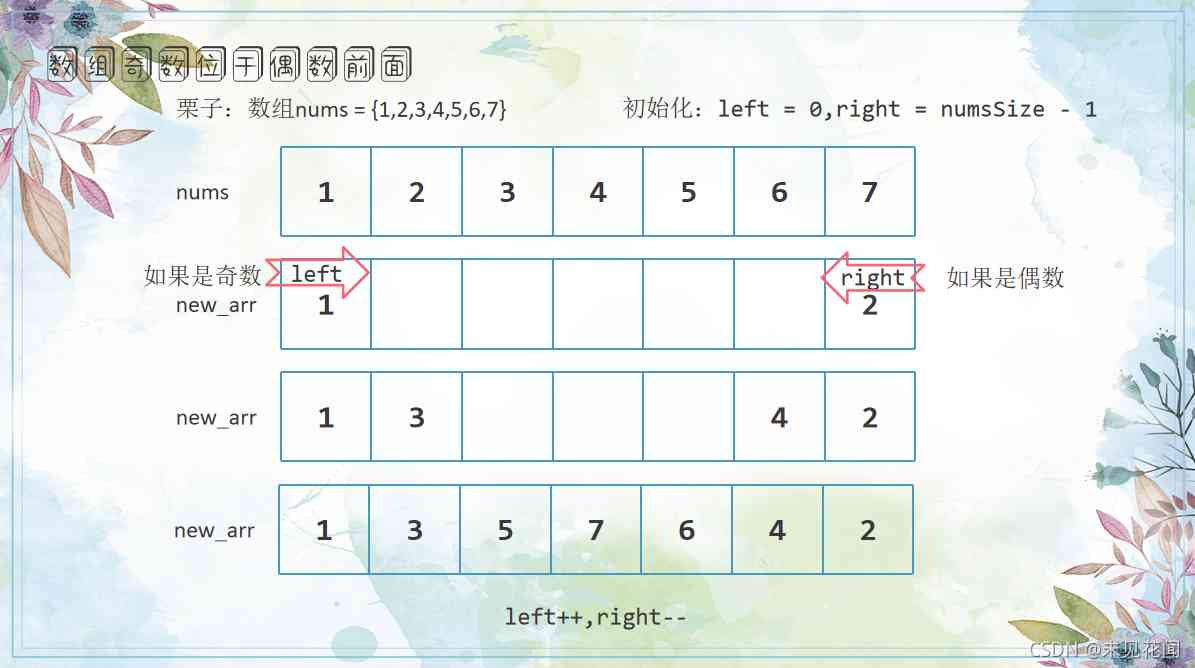 数组奇数位于偶数前面
栗子：数组nums = {1,2,3,4,5,6,7}
初始化：left = 0,right = numsSize - 1
nums 1 2 3 4 5 6 7
如果是奇数 left right 如果是偶数
new_arr 1 2
new_arr 1 3 4 2
new_arr 1 3 5 7 6 4 2
left++,right--
CSDN @未见花闻